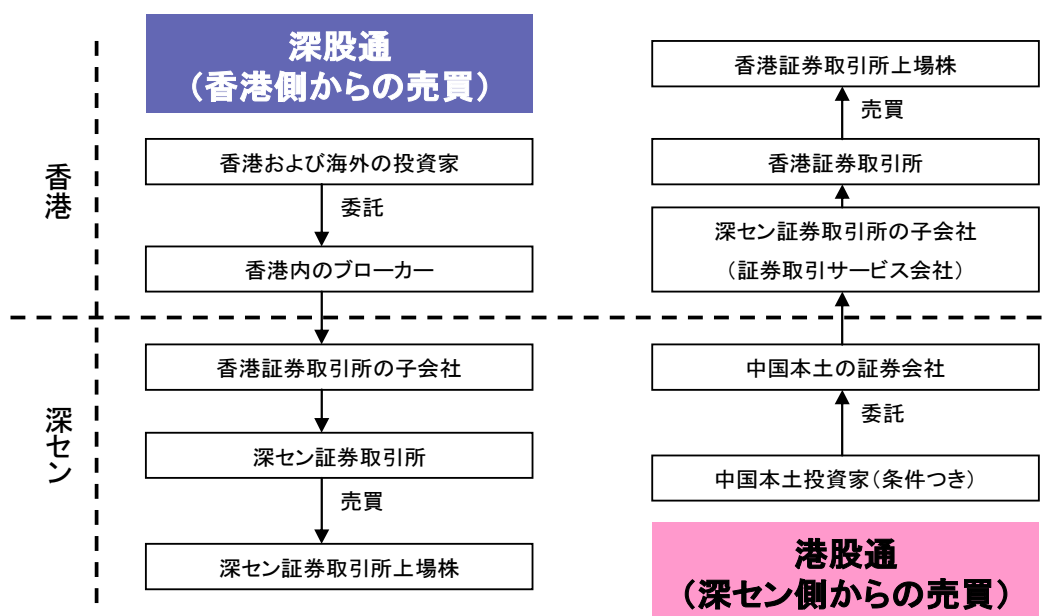 香港
深セン
深股通
（香港側からの売買）
香港および海外の投資家
委託
香港内のブローカー
香港証券取引所の子会社
深セン証券取引所
売買
深セン証券取引所上場株
香港証券取引所上場株
売買
香港証券取引所
深セン証券取引所の子会社
（証券取引サービス会社）
中国本土の証券会社
委託
中国本土投資家（条件つき）
港股通
（深セン側からの売買）